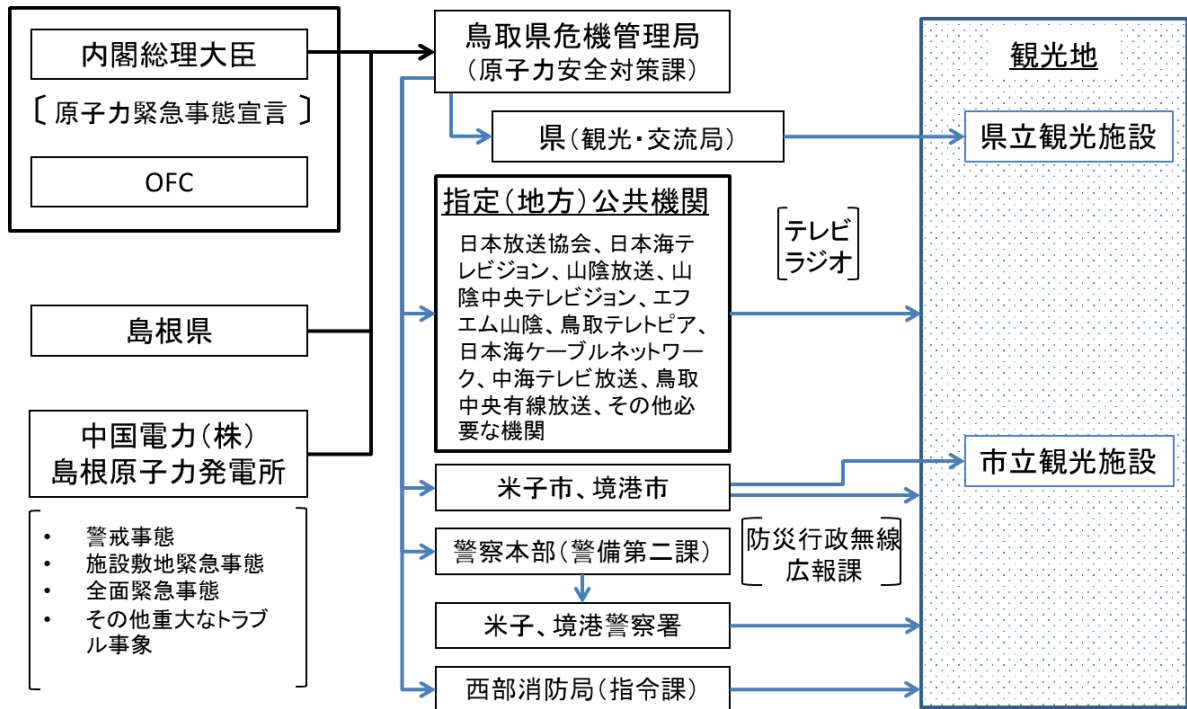 内閣総理大臣
〔 原子力緊急事態宣言 〕
OFC
島根県
中国電力(株)
島根原子力発電所
・ 警戒事態
・ 施設敷地緊急事態
・ 全面緊急事態
・ その他重大なトラブ
ル事象
鳥取県危機管理局
(原子力安全対策課)
県(観光・交流局)
指定(地方)公共機関
日本放送協会、日本海テ
レビジョン、山陰放送、山
陰中央テレビジョン、エフ
エム山陰、鳥取テレトピア、
日本海ケーブルネットワー
ク、中海テレビ放送、鳥取
中央有線放送、その他必
要な機関
米子市、境港市
警察本部(警備第二課)
米子、境港警察署
西部消防局(指令課)
テレビ
ラジオ
防災行政無線
広報課
観光地
県立観光施設
市立観光施設